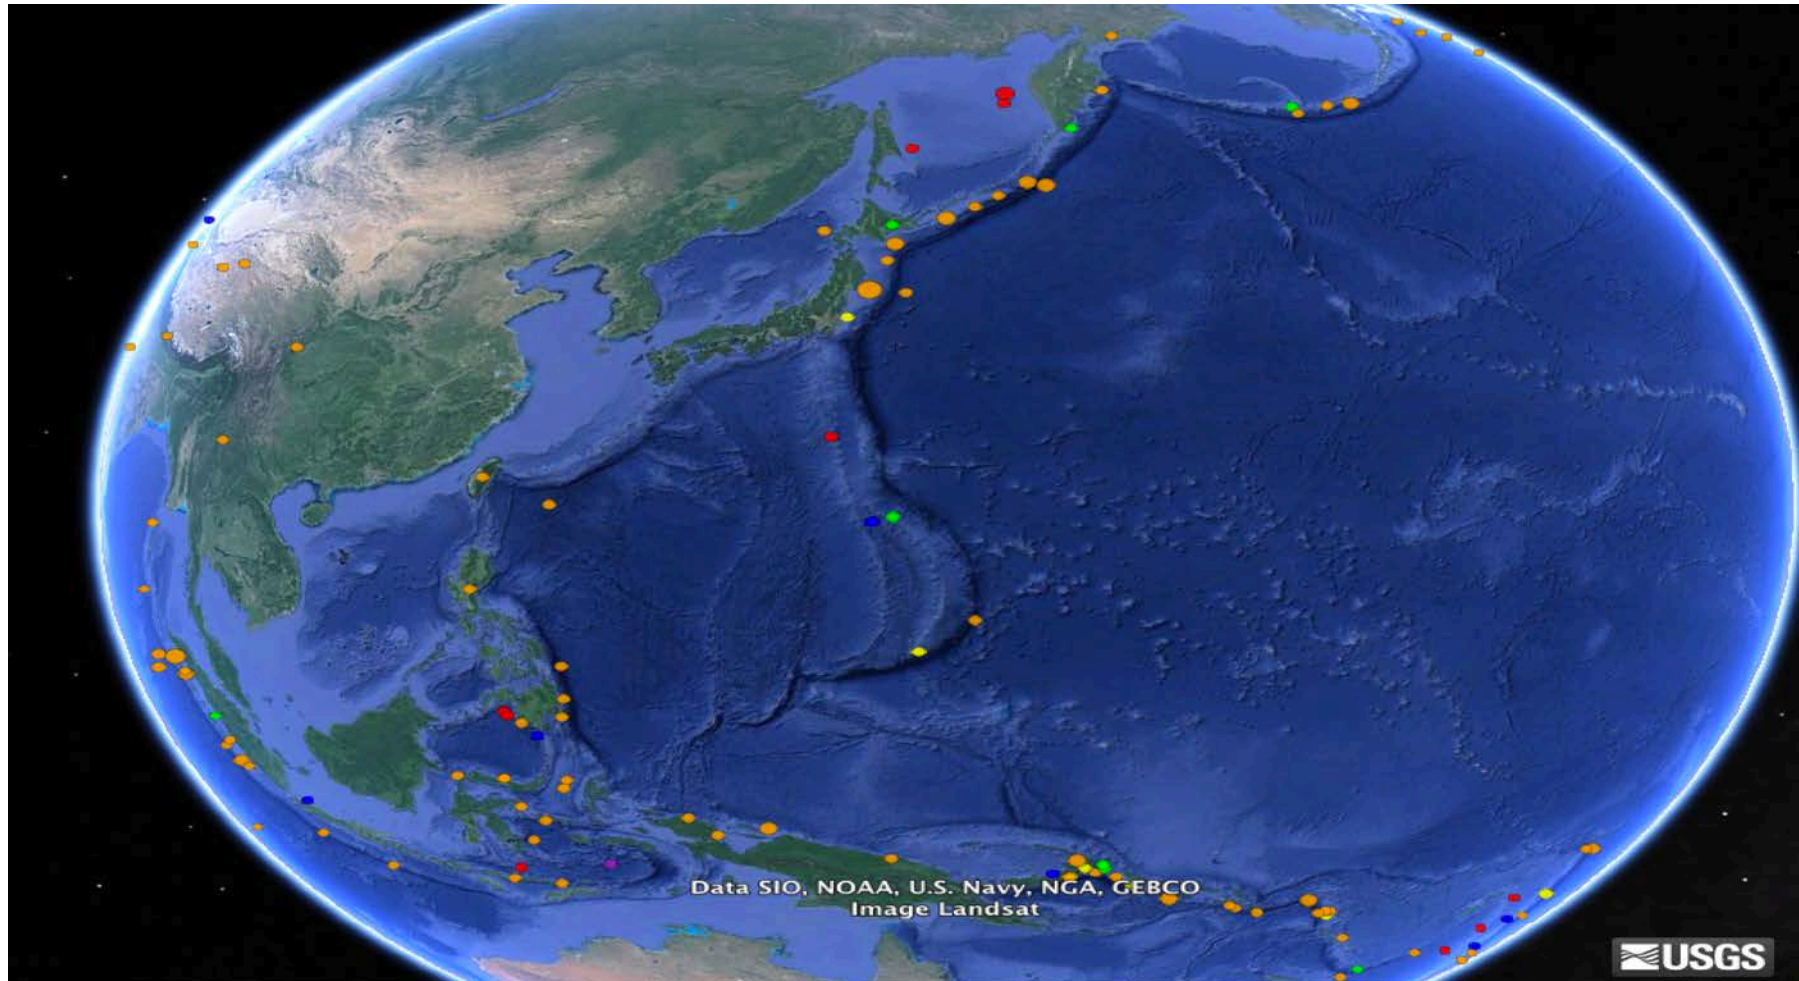 Data SIO, NOAA, U.S. Navy, NGA, GEBCO
Image Landsat
USGS